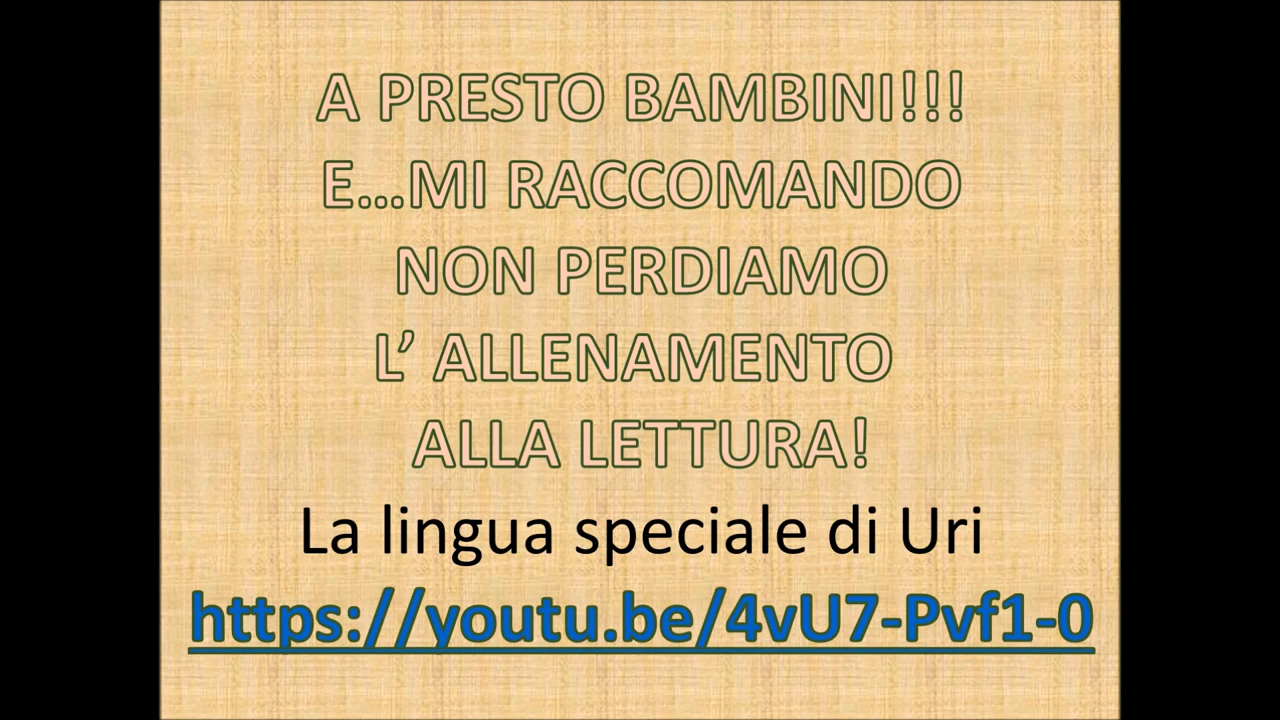 A PRESTO BAMBINI!!!
E...MI RACCOMANDO
NON PERDIAMO
L’ ALLENAMENTO
ALLA LETTURA!
La lingua speciale di Uri
https://youtu.be/4vU7-Pvf1-0